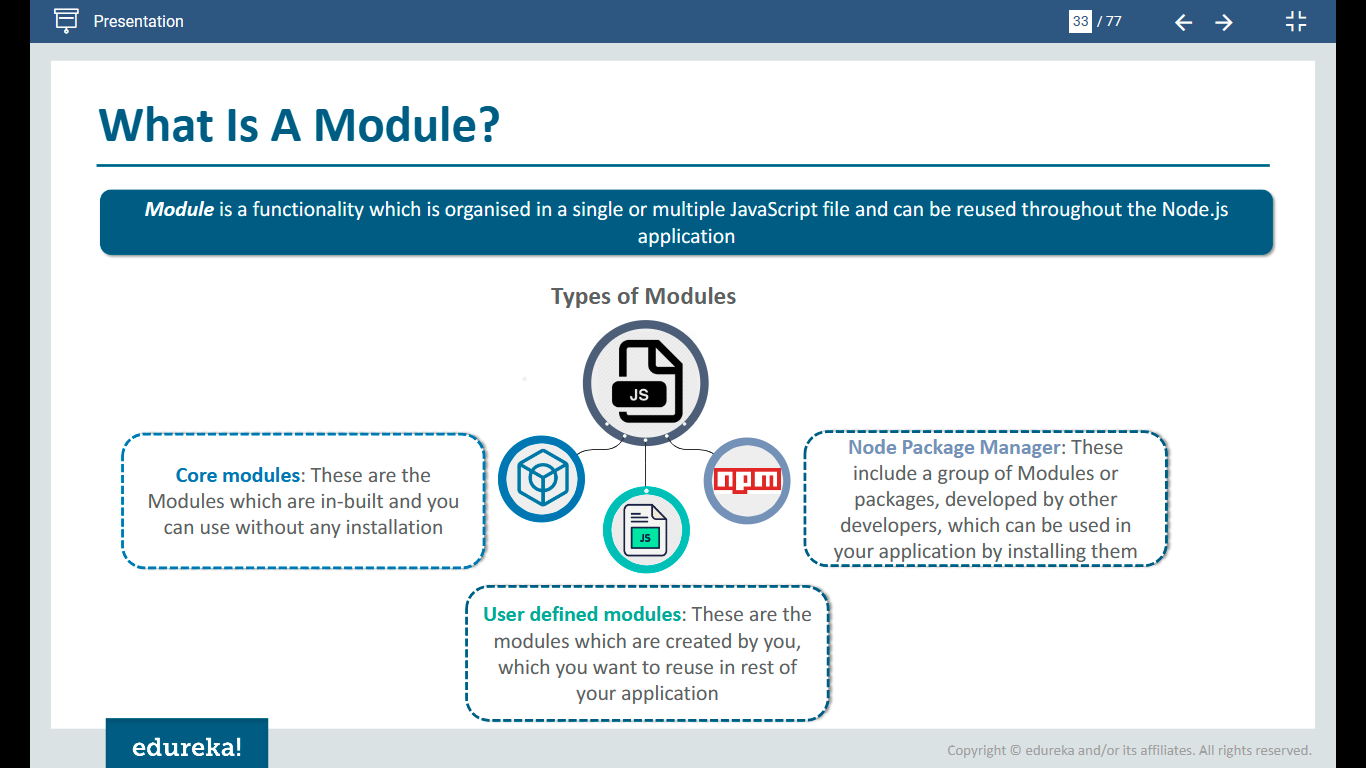 Presentation
33 / 77
What Is A Module?
Module is a functionality which is organised in a single or multiple JavaScript file and can be reused throughout the Node.js
application
Types of Modules
JS
Core modules: These are the
Modules which are in-built and you
can use without any installation
npm
JS
Node Package Manager: These
include a group of Modules or
packages, developed by other
developers, which can be used in
your application by installing them
User defined modules: These are the
modules which are created by you,
which you want to reuse in rest of
your application
edureka!
Copyright © edureka and/or its affiliates. All rights reserved.